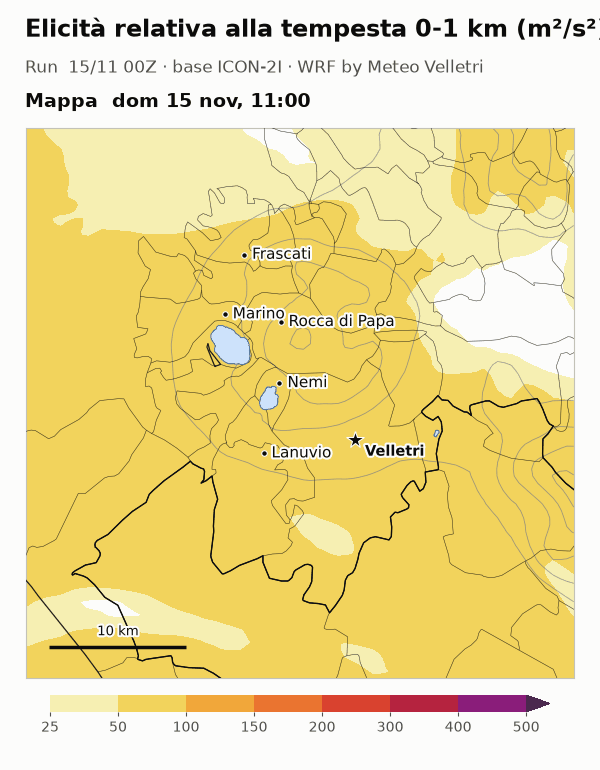 Elicità relativa alla tempesta 0-1 km (m²/s²)
Run 15/11 00Z · base ICON-2I · WRF by Meteo Velletri
Mappa dom 15 nov, 11:00
Frascati
Marino
Rocca di Papa
Nemi
Velletri
Lanuvio
10 km
25 50 100 150 200 300 400 500